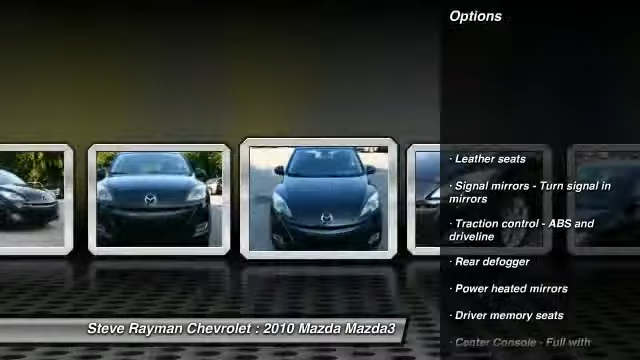 Options
· Leather seats
· Signal mirrors - Turn signal in
mirrors
· Traction control - ABS and
driveline
· Rear defogger
· Power heated mirrors
· Driver memory seats
· Center Console - Full with
Steve Rayman Chevrolet : 2010 Mazda Mazda3